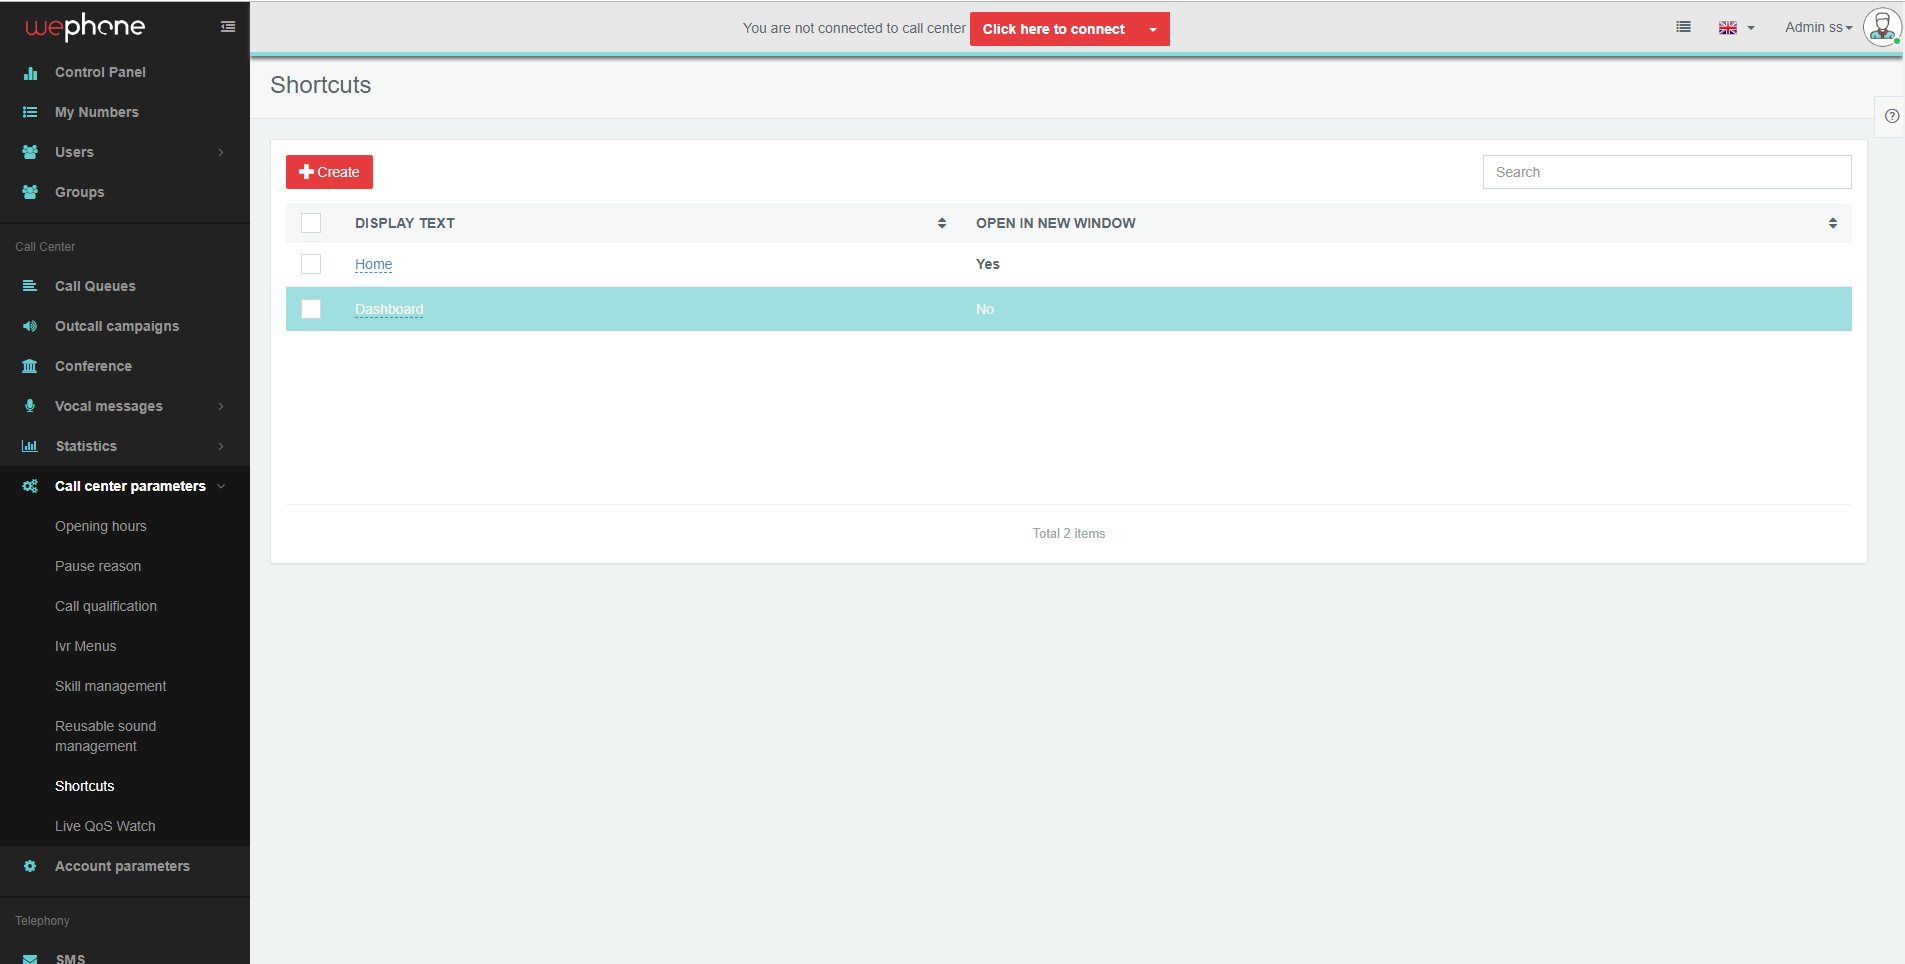 wephone
You are not connected to call center
Click here to connect
Admin ss
Control Panel
My Numbers
Users
Groups
Call Center
Call Queues
Outcall campaigns
Conference
Vocal messages
Statistics
Call center parameters
Opening hours
Pause reason
Call qualification
Ivr Menus
Skill management
Reusable sound
management
Shortcuts
Live QoS Watch
Account parameters
Telephony
SMS
Shortcuts
Create
Search
DISPLAY TEXT OPEN IN NEW WINDOW
Home Yes
Dashboard No
Total 2 items